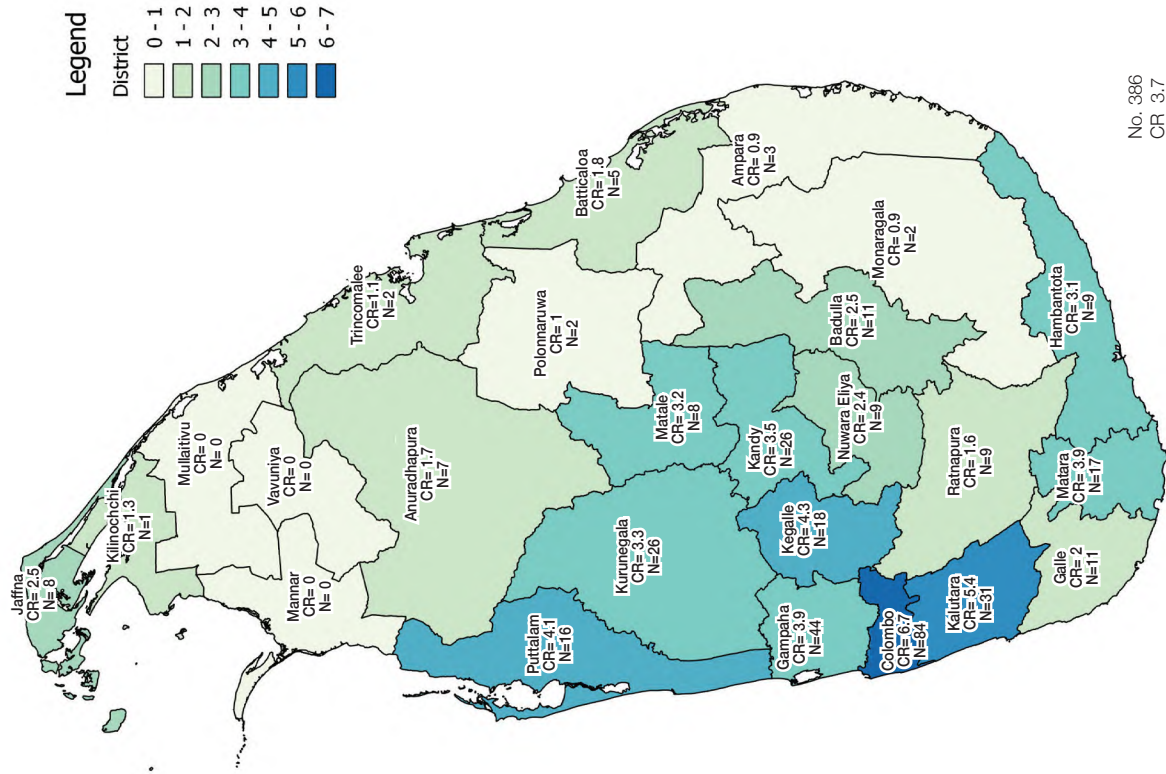 Legend
District
0 - 1
1 - 2
2 - 3
3 - 4
4 - 5
5 - 6
6 - 7
Jaffna
CR= 2.5
N= 8
Kilinochchi
CR= 1.3
N=1
Mullaitivu
CR= 0
N= 0
Mannar
CR= 0
N= 0
Vavuniya
CR= 0
N= 0
Trincomalee
CR=1.1
N=2
Anuradhapura
CR= 1.7
N=7
Polonnaruwa
CR= 1
N=2
Batticaloa
CR= 1.8
N=5
Puttalam
CR= 4.1
N=16
Kurunegala
CR= 3.3
N=26
Matale
CR= 3.2
N=8
Ampara
CR= 0.9
N=3
Gampaha
CR= 3.9
N=44
Kegalle
CR= 4.3
N=18
Kandy
CR= 3.5
N=26
Nuwara Eliya
CR= 2.4
N=9
Badulla
CR= 2.5
N=11
Monaragala
CR= 0.9
N=2
Colombo
CR= 6.7
N=84
Kalutara
CR= 5.4
N=31
Ratnapura
CR= 1.6
N=9
Galle
CR= 2
N=11
Matara
CR= 3.9
N=17
Hambantota
CR= 3.1
N=9
No. 386
CR 3.7